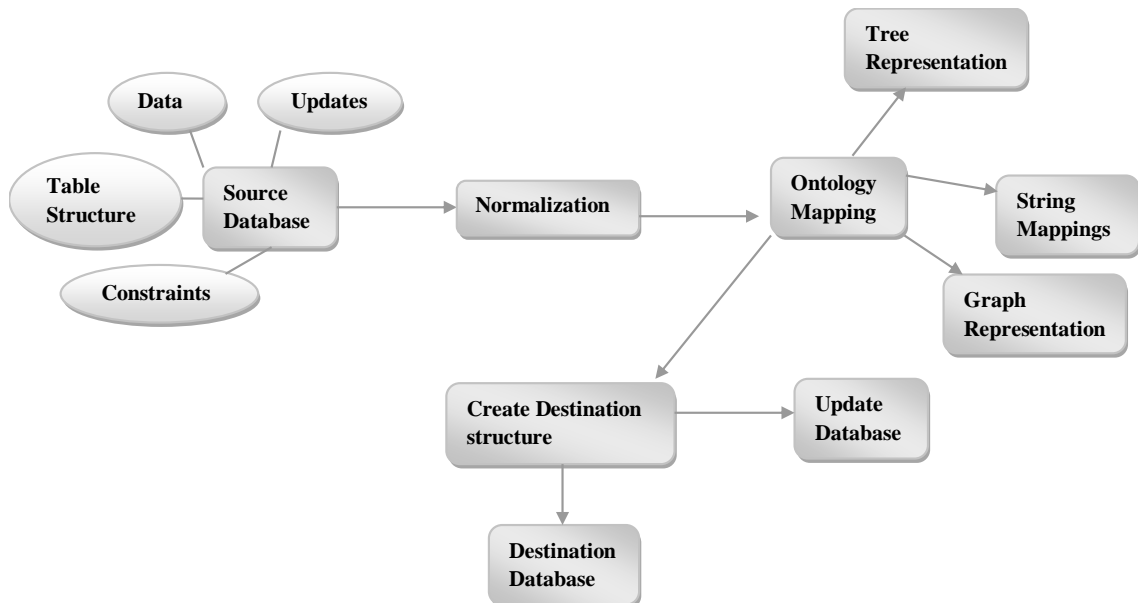 Tree
Representation
Data
Updates
Table
Structure
Source
Database
Normalization
Ontology
Mapping
String
Mappings
Constraints
Graph
Representation
Create Destination
structure
Update
Database
Destination
Database